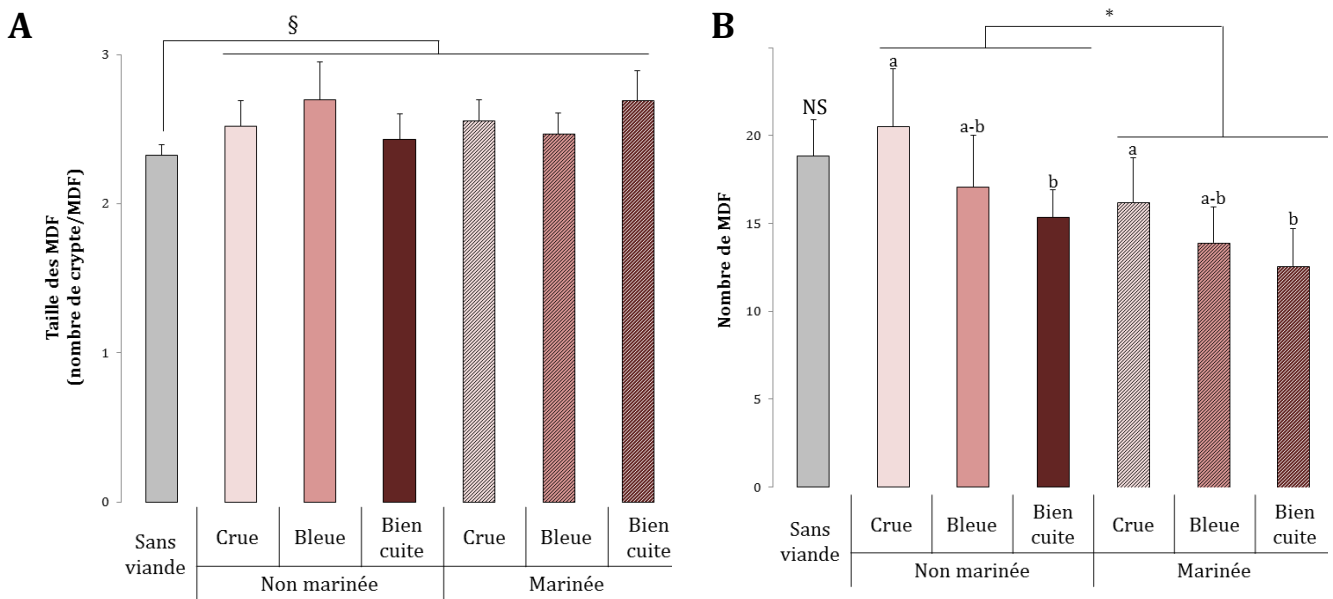 A
§
3
2
1
0
Taille des MDF
(nombre de crypte/MDF)
Sans
viande
Crue
Bleue
Bien
cuite
Crue
Bleue
Bien
cuite
Non marinée
Marinée
B
*
NS
a
a-b
b
a
a-b
b
20
15
10
5
0
Nombre de MDF
Sans
viande
Crue
Bleue
Bien
cuite
Crue
Bleue
Bien
cuite
Non marinée
Marinée